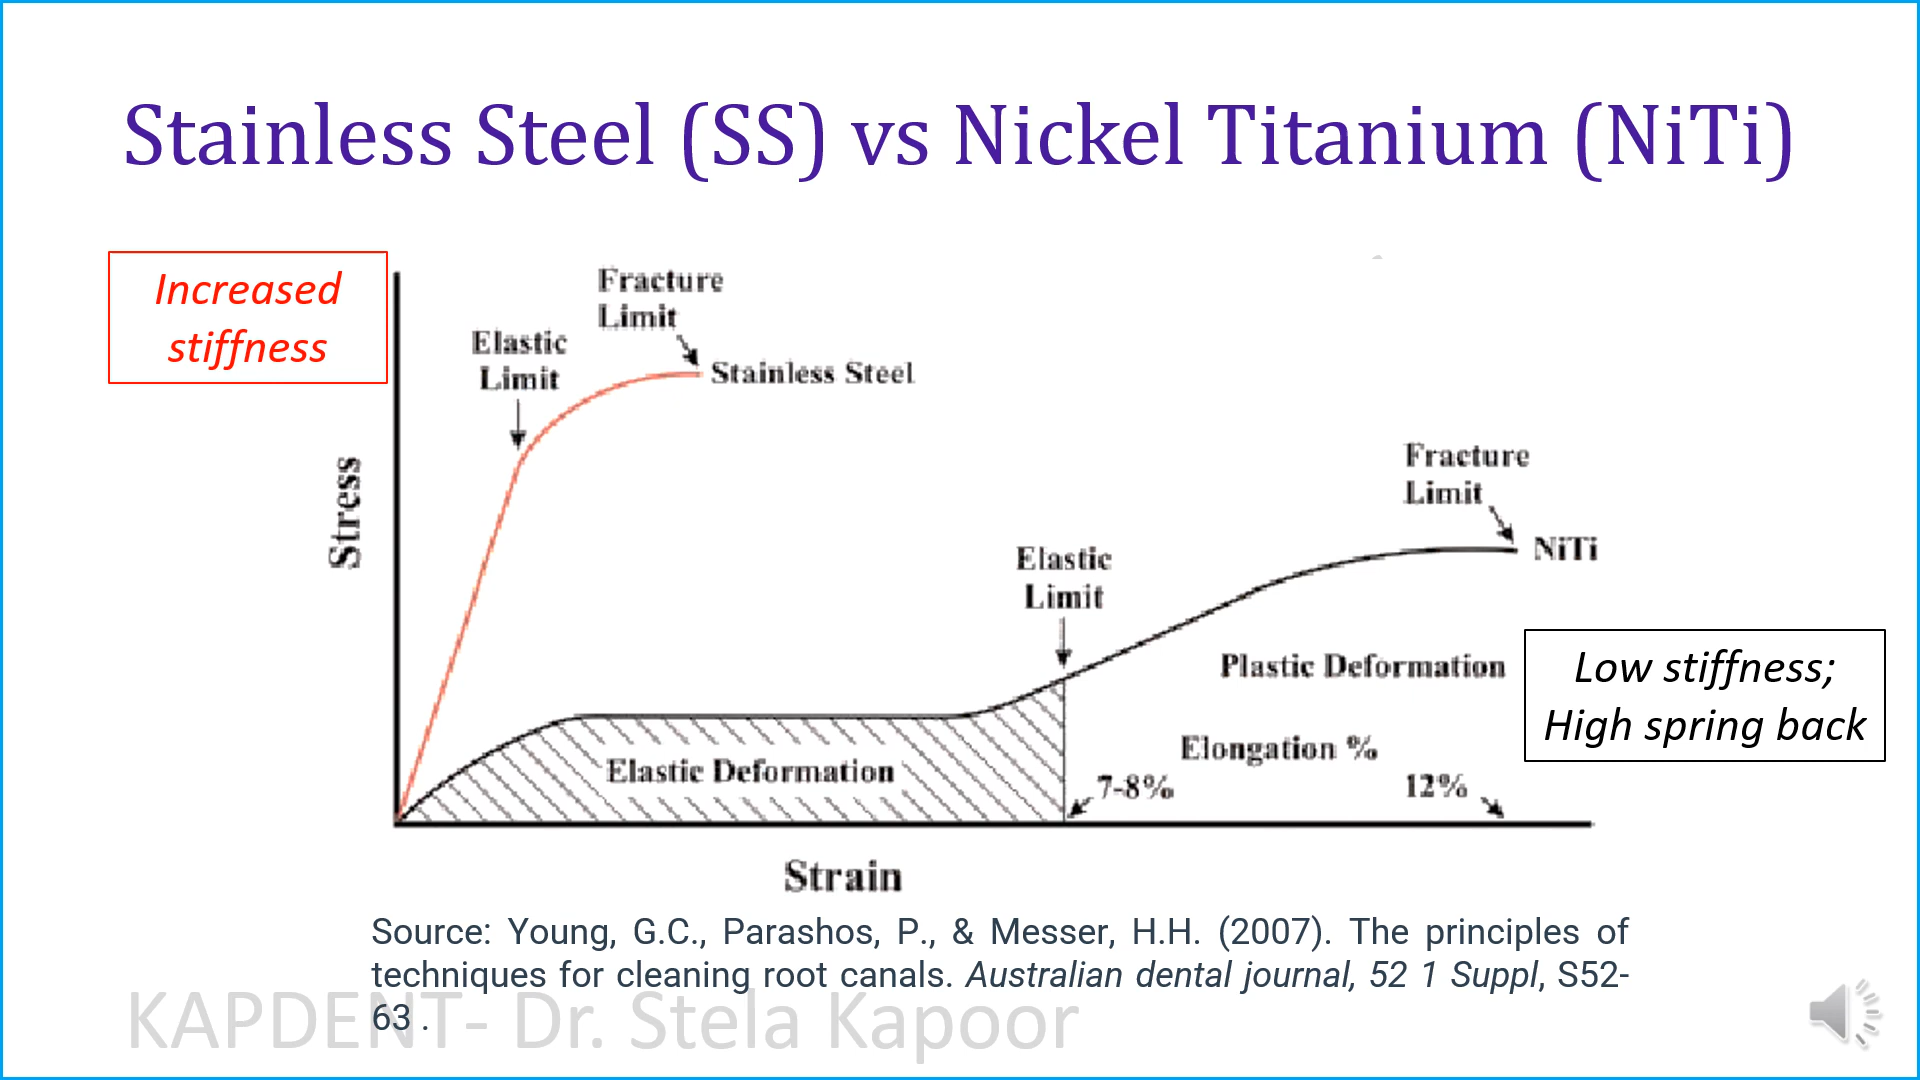 Stainless Steel (SS) vs Nickel Titanium (NiTi)
Increased
stiffness
Fracture
Limit
Elastic
Limit
Stainless Steel
Stress
Fracture
Limit
NiTi
Elastic
Limit
Plastic Deformation
Low stiffness;
High spring back
Elongation %
Elastic Deformation
7-8%
12%
Strain
Source: Young, G.C., Parashos, P., & Messer, H.H. (2007). The principles of
techniques for cleaning root canals. Australian dental journal, 52 1 Suppl, S52-
63 .
KAPDENT- Dr. Stela Kapoor